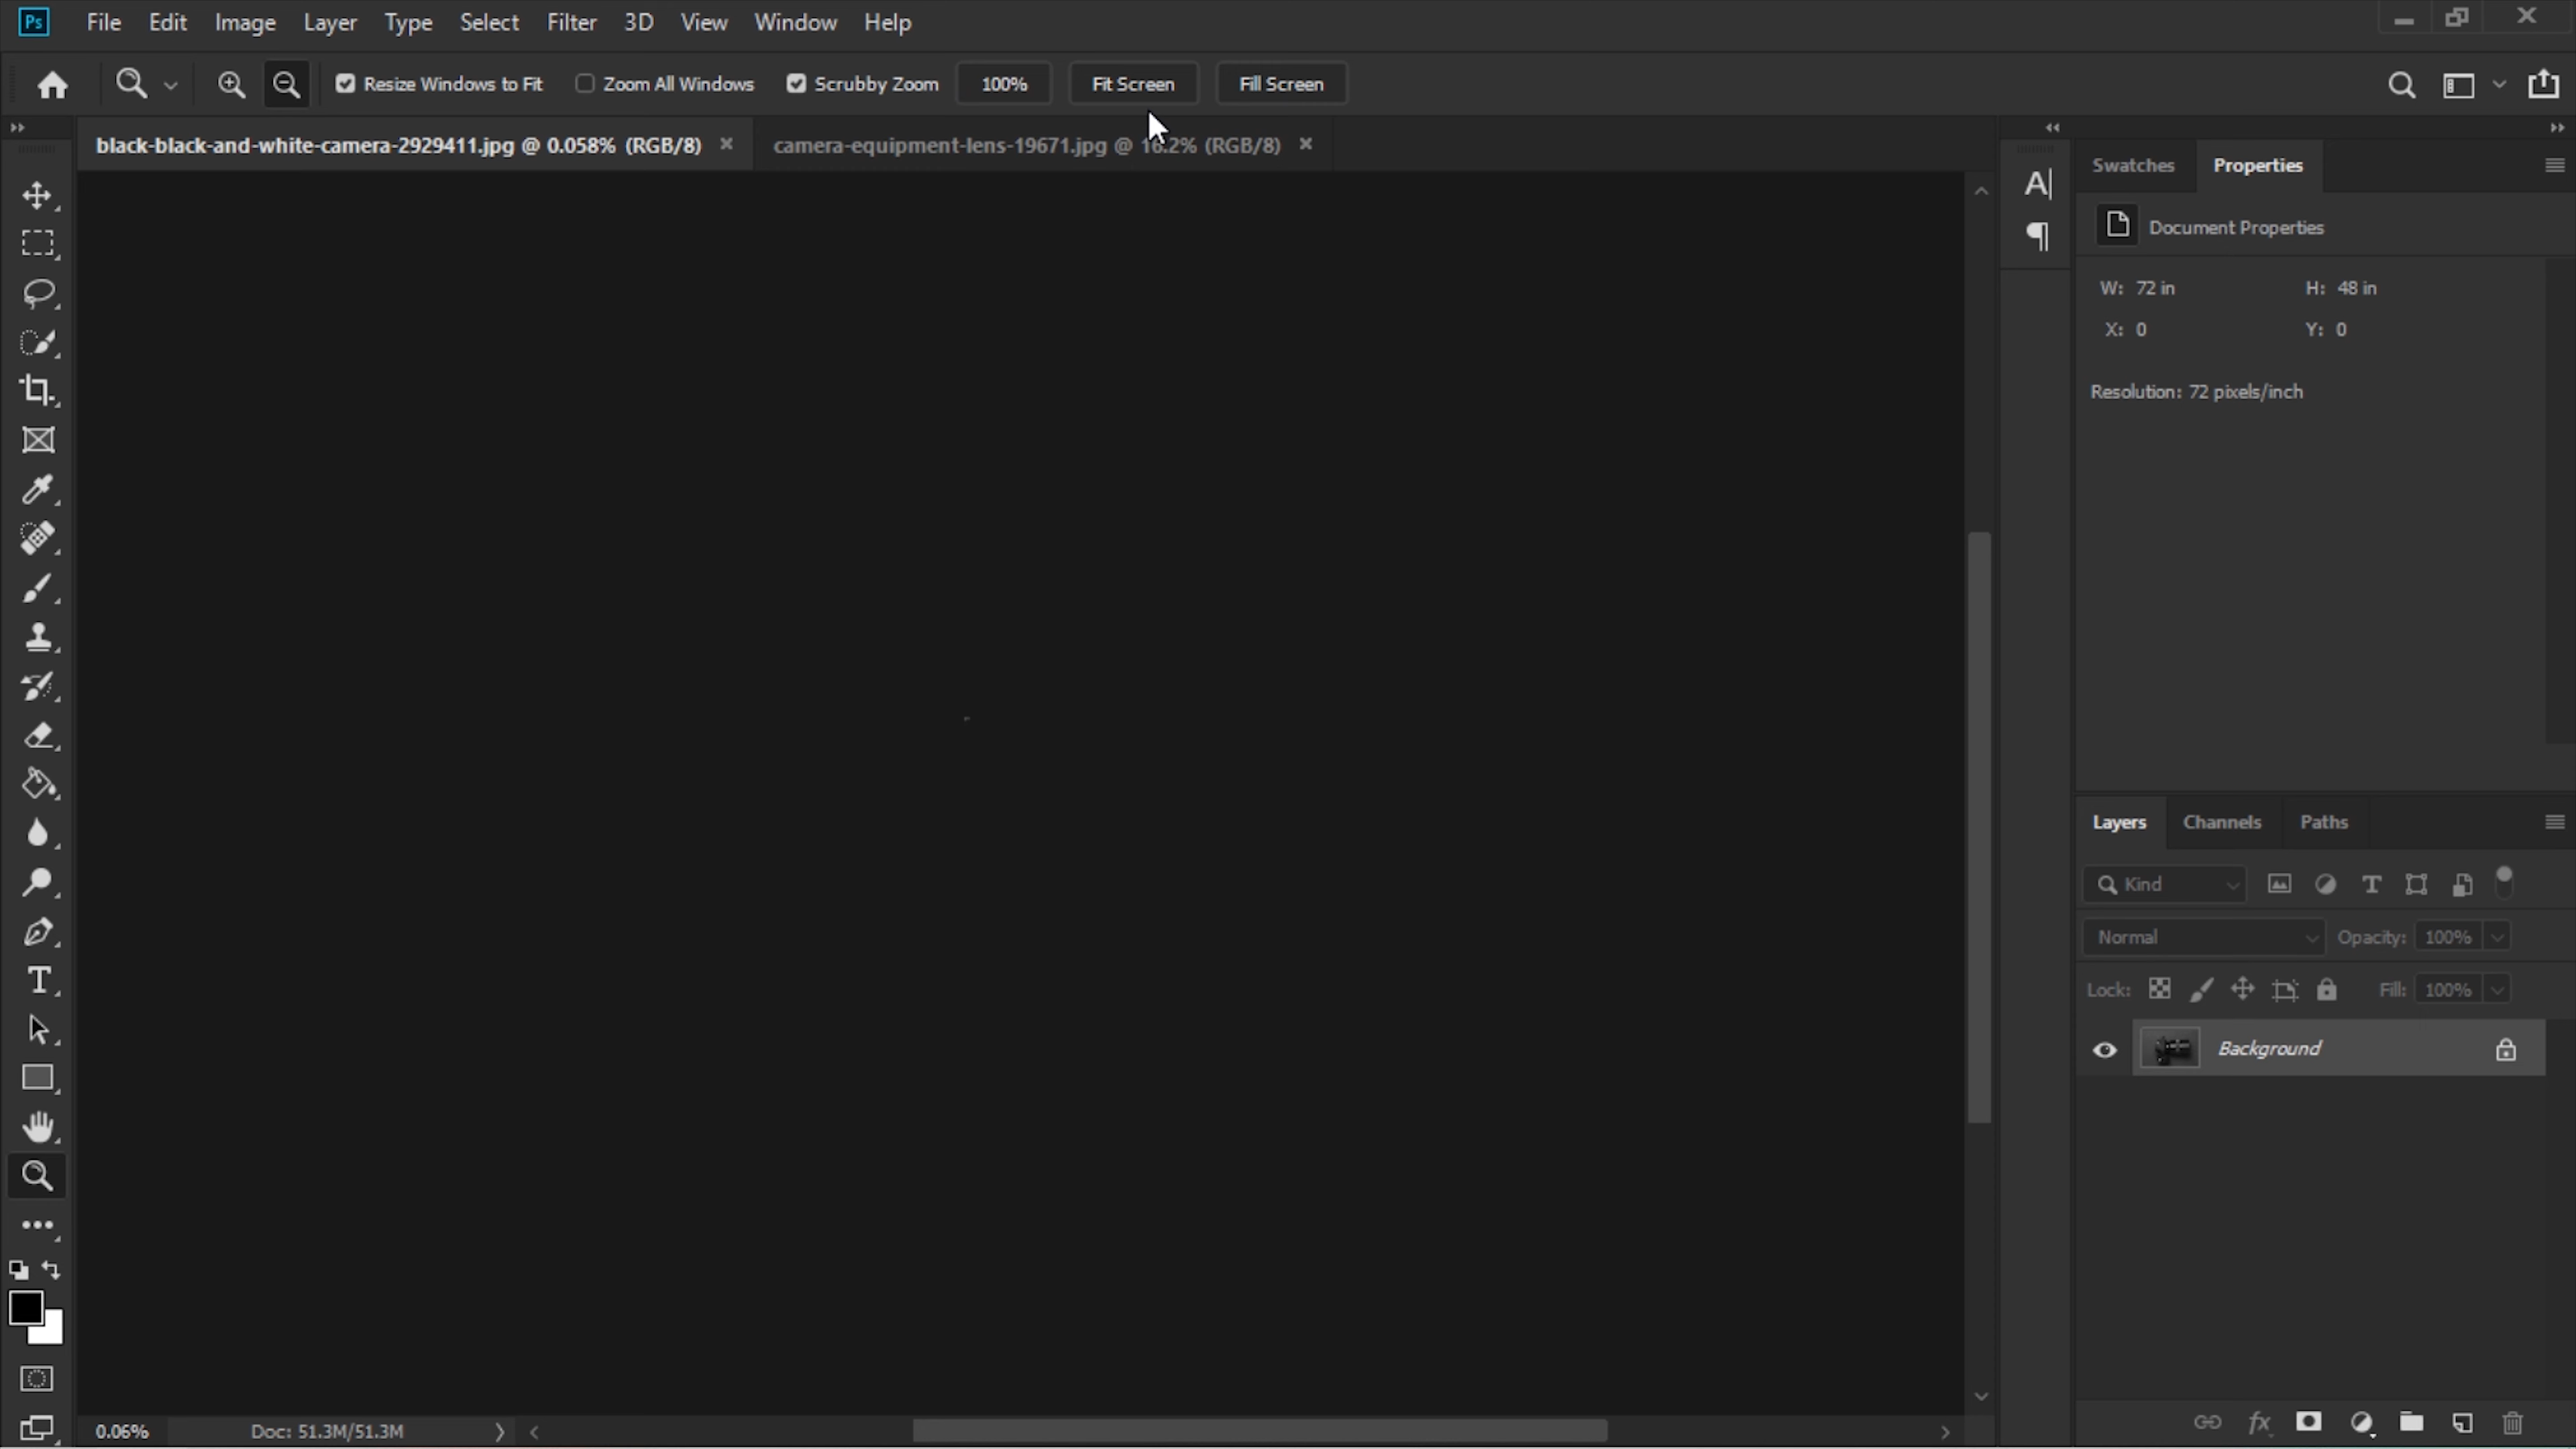 Ps File Edit Image Layer Type Select Filter 3D View Window Help
Resize Windows to Fit Zoom All Windows Scrubby Zoom 100% Fit Screen Fill Screen
black-black-and-white-camera-2929411.jpg @ 0.058% (RGB/8) camera-equipment-lens-19671.jpg @ 16.2% (RGB/8)
Swatches Properties
Document Properties
W: 72 in H: 48 in
X: 0 Y: 0
Resolution: 72 pixels/inch
Layers Channels Paths
Kind
Normal Opacity: 100%
Lock: Fill: 100%
Background
0.06% Doc: 51.3M/51.3M